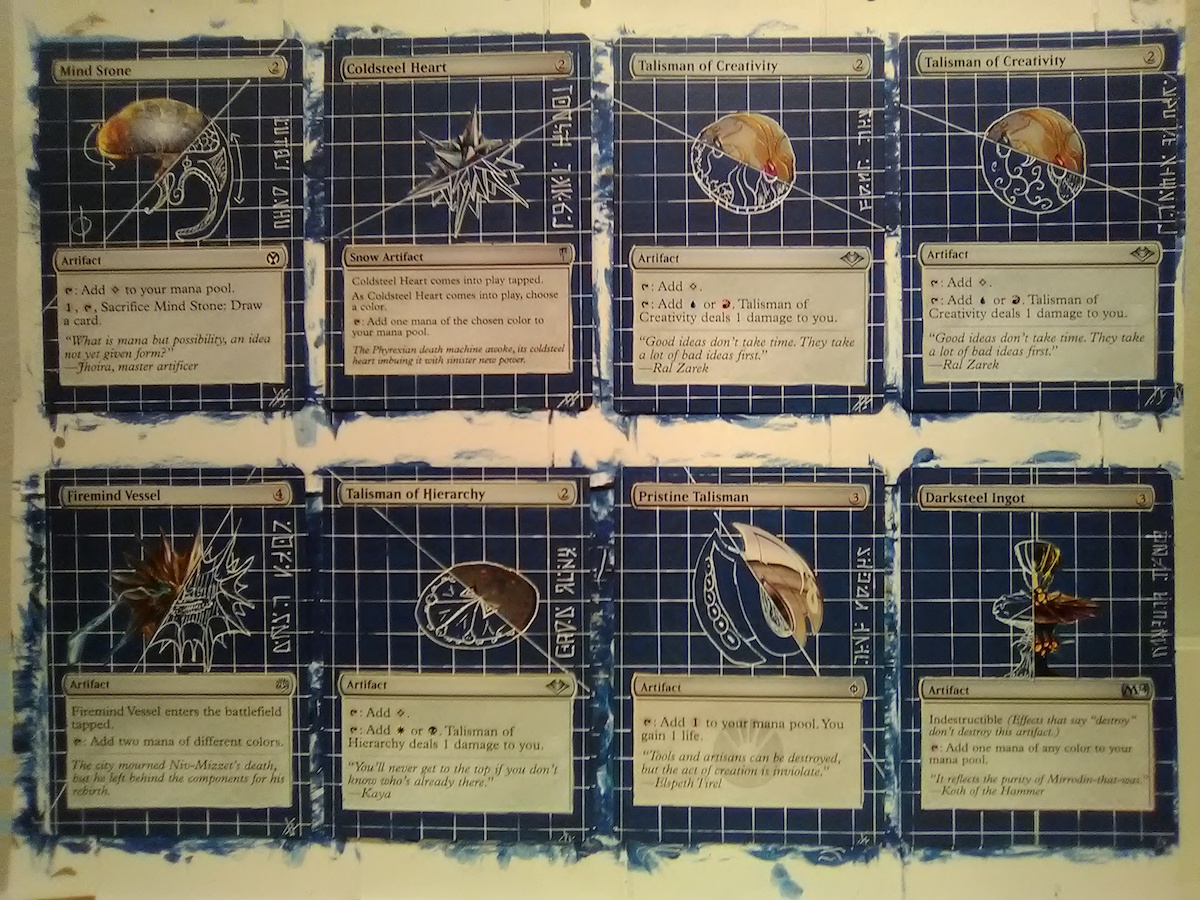 Mind Stone 2
Artifact
: Add to your mana pool.
1, , Sacrifice Mind Stone: Draw
a card.
"What is mana but possibility, an idea
not yet given form?"
—Jhoira, master artificer
Coldsteel Heart 2
Snow Artifact
Coldsteel Heart comes into play tapped.
As Coldsteel Heart comes into play, choose
a color.
: Add one mana of the chosen color to
your mana pool.
The Phyrexian death machine awoke, its coldsteel
heart imbuing it with sinister new power.
Talisman of Creativity 2
Artifact
: Add .
: Add or . Talisman of
Creativity deals 1 damage to you.
"Good ideas don't take time. They take
a lot of bad ideas first."
—Ral Zarek
Talisman of Creativity 2
Artifact
: Add .
: Add or . Talisman of
Creativity deals 1 damage to you.
"Good ideas don't take time. They take
a lot of bad ideas first."
—Ral Zarek
Firemind Vessel 4
Artifact
Firemind Vessel enters the battlefield
tapped.
: Add two mana of different colors.
The city mourned Niv-Mizzet's death,
but he left behind the components for his
rebirth.
Talisman of Hierarchy 2
Artifact
: Add .
: Add or . Talisman of
Hierarchy deals 1 damage to you.
"You'll never get to the top if you don't
know who's already there."
—Kaya
Pristine Talisman 3
Artifact
: Add 1 to your mana pool. You
gain 1 life.
"Tools and artisans can be destroyed,
but the act of creation is inviolate."
—Elspeth Tirel
Darksteel Ingot 3
Artifact M14
Indestructible (Effects that say "destroy"
don't destroy this artifact.)
: Add one mana of any color to your
mana pool.
"It reflects the purity of Mirrodin-that-was."
—Koth of the Hammer